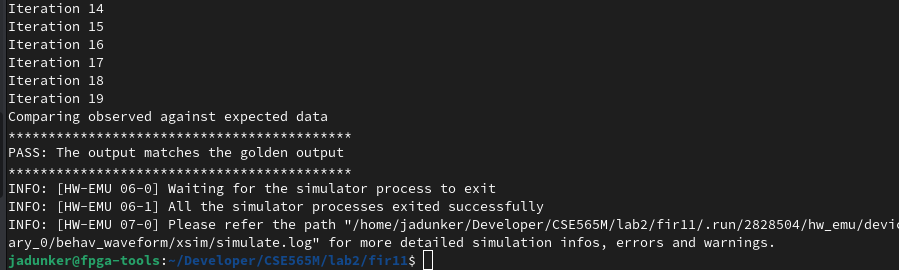 Iteration 14
Iteration 15
Iteration 16
Iteration 17
Iteration 18
Iteration 19
Comparing observed against expected data
*******************************************
PASS: The output matches the golden output
*******************************************
INFO: [HW-EMU 06-0] Waiting for the simulator process to exit
INFO: [HW-EMU 06-1] All the simulator processes exited successfully
INFO: [HW-EMU 07-0] Please refer the path "/home/jadunker/Developer/CSE565M/lab2/fir11/.run/2828504/hw_emu/devic
ary_0/behav_waveform/xsim/simulate.log" for more detailed simulation infos, errors and warnings.
jadunker@fpga-tools:~/Developer/CSE565M/lab2/fir11$